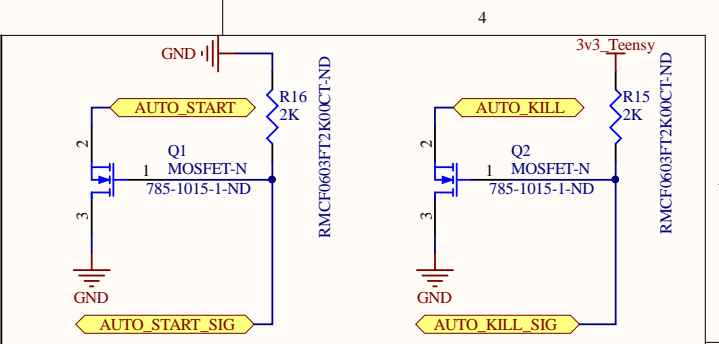 4
GND
3v3_Teensy
AUTO_START
R16
2K
RMCF0603FT2K00CT-ND
AUTO_KILL
R15
2K
RMCF0603FT2K00CT-ND
2
Q1
MOSFET-N
1
785-1015-1-ND
3
GND
AUTO_START_SIG
2
Q2
MOSFET-N
1
785-1015-1-ND
3
GND
AUTO_KILL_SIG